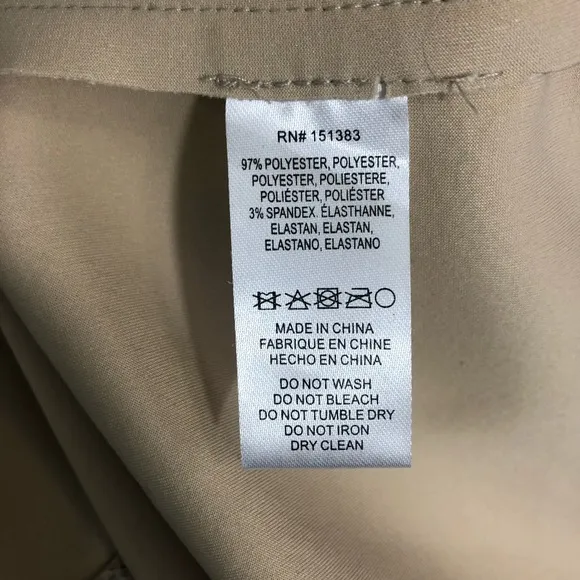 RN# 151383
97% POLYESTER, POLYESTER,
POLYESTER, POLIESTERE,
POLIÉSTER, POLIÉSTER
3% SPANDEX. ÉLASTHANNE,
ELASTAN, ELASTAN,
ELASTANO, ELASTANO
MADE IN CHINA
FABRIQUE EN CHINE
HECHO EN CHINA
DO NOT WASH
DO NOT BLEACH
DO NOT TUMBLE DRY
DO NOT IRON
DRY CLEAN